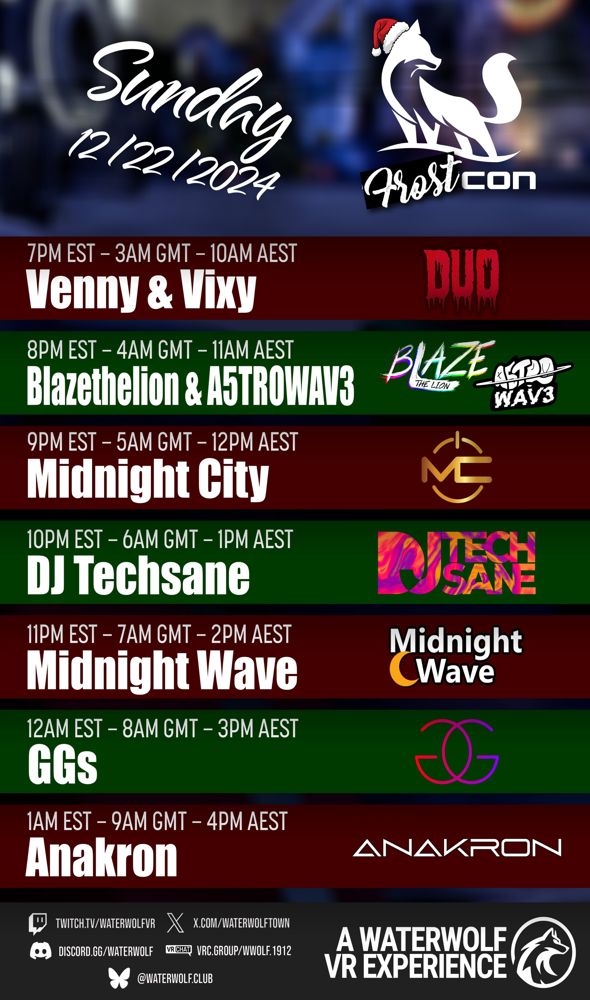 Sunday
12/22/2024
Frost CON
7PM EST – 3AM GMT – 10AM AEST
Venny & Vixy
DUO
8PM EST – 4AM GMT – 11AM AEST
Blazethelion & A5TROWAV3
BLAZE
THE LION
A5TRO
WAV3
9PM EST – 5AM GMT – 12PM AEST
Midnight City
MC
10PM EST – 6AM GMT – 1PM AEST
DJ Techsane
DJ TECH
SANE
11PM EST – 7AM GMT – 2PM AEST
Midnight Wave
Midnight
Wave
12AM EST – 8AM GMT – 3PM AEST
GGs
GG
1AM EST – 9AM GMT – 4PM AEST
Anakron
ANAKRON
TWITCH.TV/WATERWOLFVR
X.COM/WATERWOLFTOWN
DISCORD.GG/WATERWOLF
VRCHAT VRC.GROUP/WWOLF.1912
@WATERWOLF.CLUB
A WATERWOLF
VR EXPERIENCE